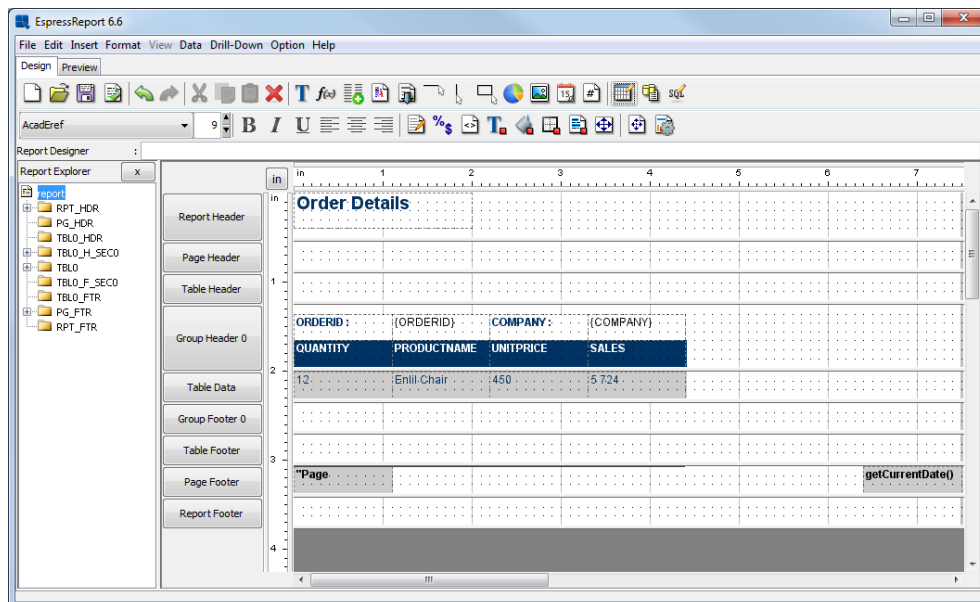 EspressReport 6.6
File Edit Insert Format View Data Drill-Down Option Help
Design Preview
AcadEref 9 B I U
Report Designer :
Report Explorer x
report
RPT_HDR
PG_HDR
TBL0_HDR
TBL0_H_SEC0
TBL0
TBL0_F_SEC0
TBL0_FTR
PG_FTR
RPT_FTR
in
in 1 2 3 4 5 6 7
in 1 2 3 4
Report Header
Order Details
Page Header
Table Header
Group Header 0
ORDERID: {ORDERID} COMPANY: {COMPANY}
QUANTITY PRODUCTNAME UNITPRICE SALES
Table Data
12 Enlil Chair 450 5 724
Group Footer 0
Table Footer
Page Footer
"Page getCurrentDate()
Report Footer